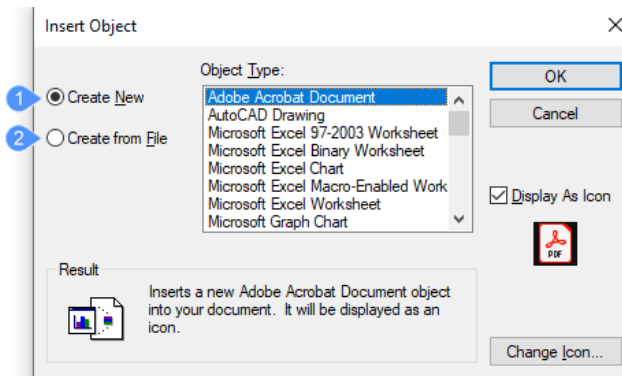 Insert Object
Object Type:
1 Create New
2 Create from File
Adobe Acrobat Document
AutoCAD Drawing
Microsoft Excel 97-2003 Worksheet
Microsoft Excel Binary Worksheet
Microsoft Excel Chart
Microsoft Excel Macro-Enabled Work
Microsoft Excel Worksheet
Microsoft Graph Chart
OK
Cancel
Display As Icon
PDF
Result
Inserts a new Adobe Acrobat Document object
into your document. It will be displayed as an
icon.
Change Icon...